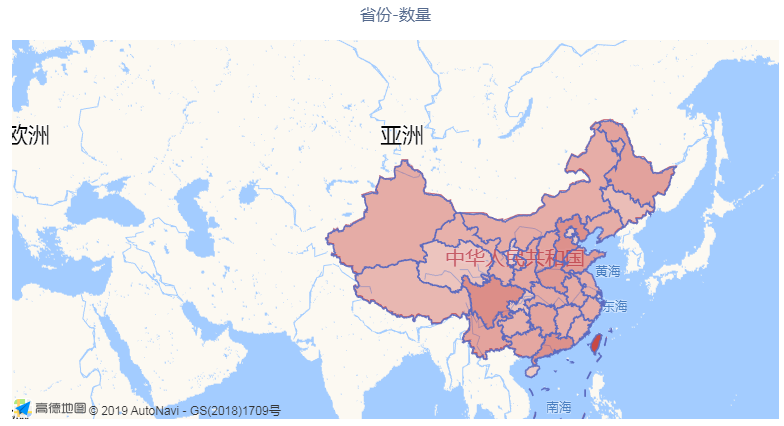 省份-数量
欧洲
亚洲
中华人民共和国
黄海
东海
南海
高德地图 © 2019 AutoNavi - GS(2018)1709号